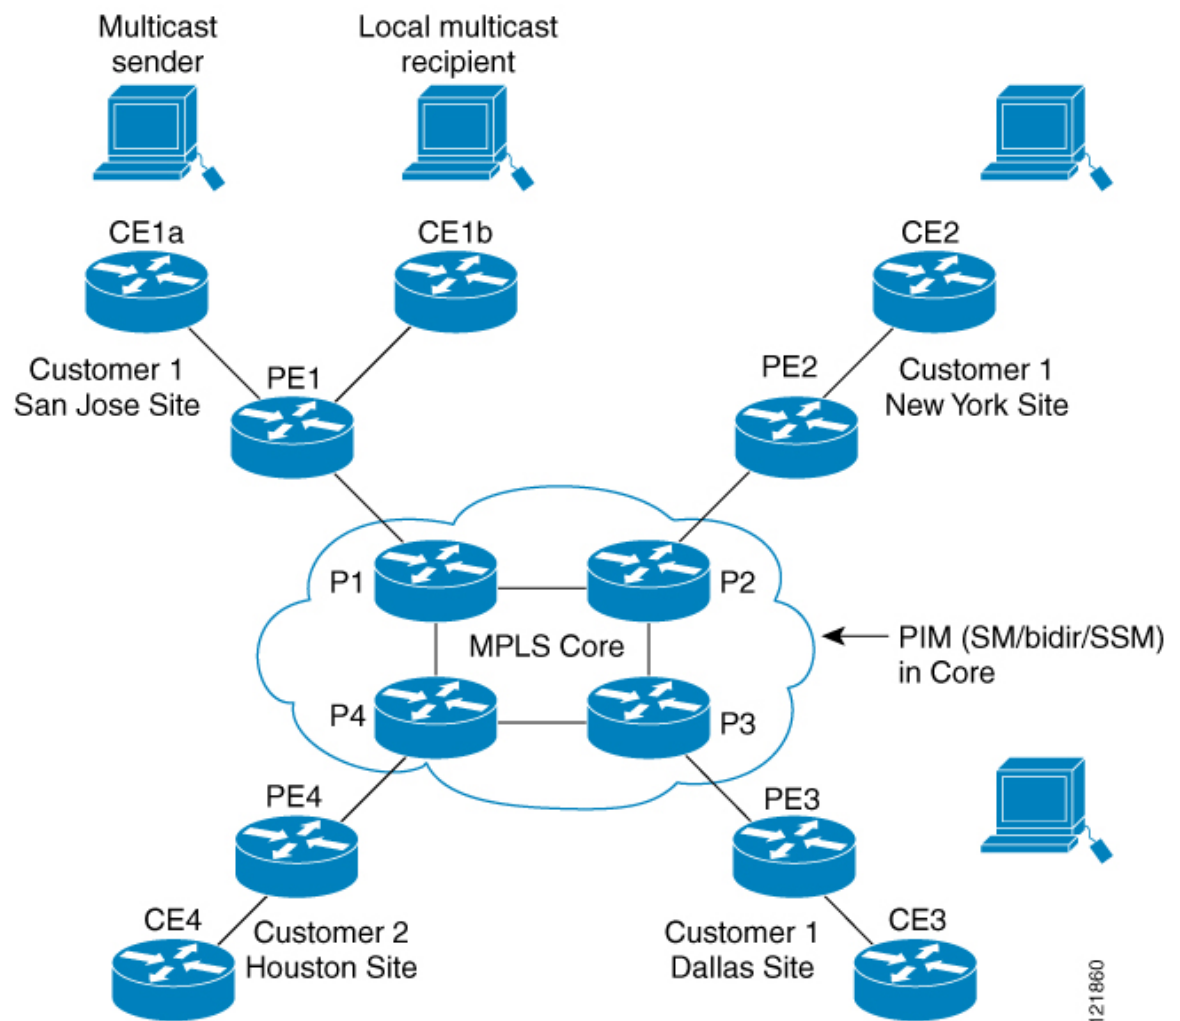 Multicast
sender
Local multicast
recipient
CE1a
CE1b
CE2
Customer 1
San Jose Site
PE1
PE2
Customer 1
New York Site
P1
P2
MPLS Core
PIM (SM/bidir/SSM)
in Core
P4
P3
PE4
PE3
CE4
Customer 2
Houston Site
Customer 1
Dallas Site
CE3
121860